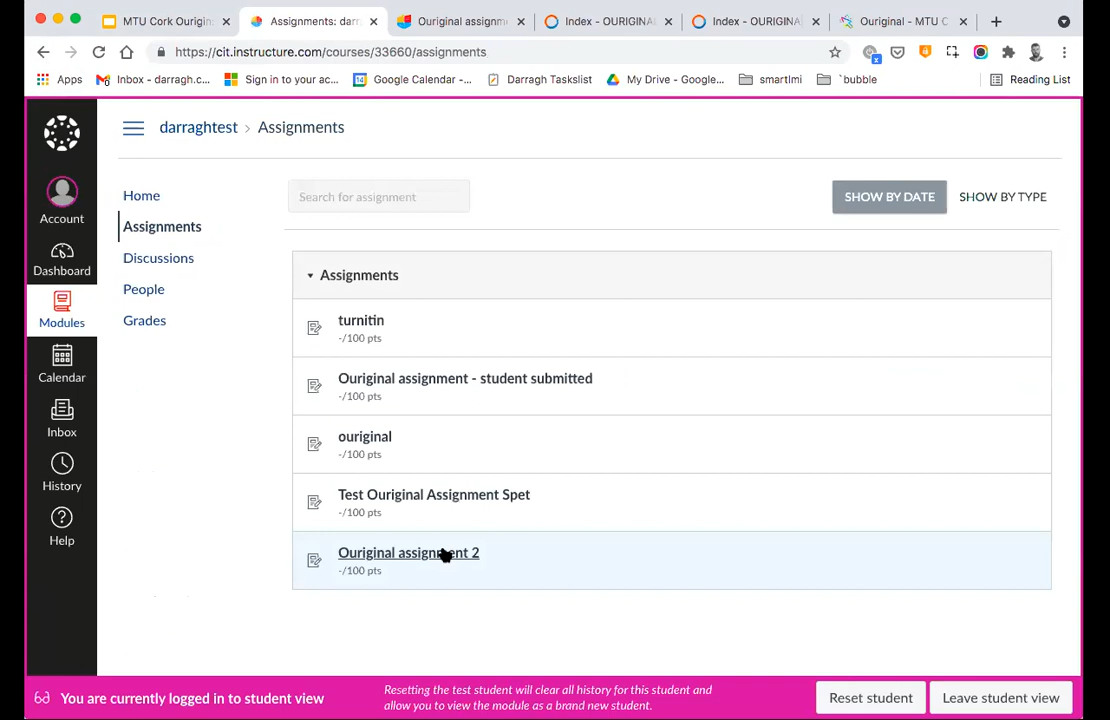 MTU Cork Ourigin
Assignments: darr
Ouriginal assignm
Index - OURIGINA
Index - OURIGINA
Ouriginal - MTU C
https://cit.instructure.com/courses/33660/assignments
Apps
Inbox - darragh.c...
Sign in to your ac...
Google Calendar -...
Darragh Tasklist
My Drive - Google...
smartImi
`bubble
Reading List
darraghtest > Assignments
Account
Dashboard
Modules
Calendar
Inbox
History
Help
Home
Assignments
Discussions
People
Grades
Search for assignment
SHOW BY DATE
SHOW BY TYPE
Assignments
turnitin
-/100 pts
Ouriginal assignment - student submitted
-/100 pts
ouriginal
-/100 pts
Test Ouriginal Assignment Spet
-/100 pts
Ouriginal assignment 2
-/100 pts
You are currently logged in to student view
Resetting the test student will clear all history for this student and
allow you to view the module as a brand new student.
Reset student
Leave student view